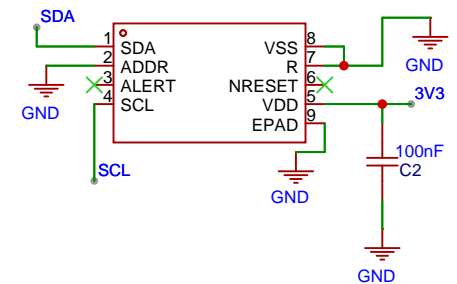 SDA
1 SDA VSS 8
2 ADDR R 7
3 ALERT NRESET 6
4 SCL VDD 5
EPAD 9
GND
GND
3V3
SCL
GND
100nF
C2
GND